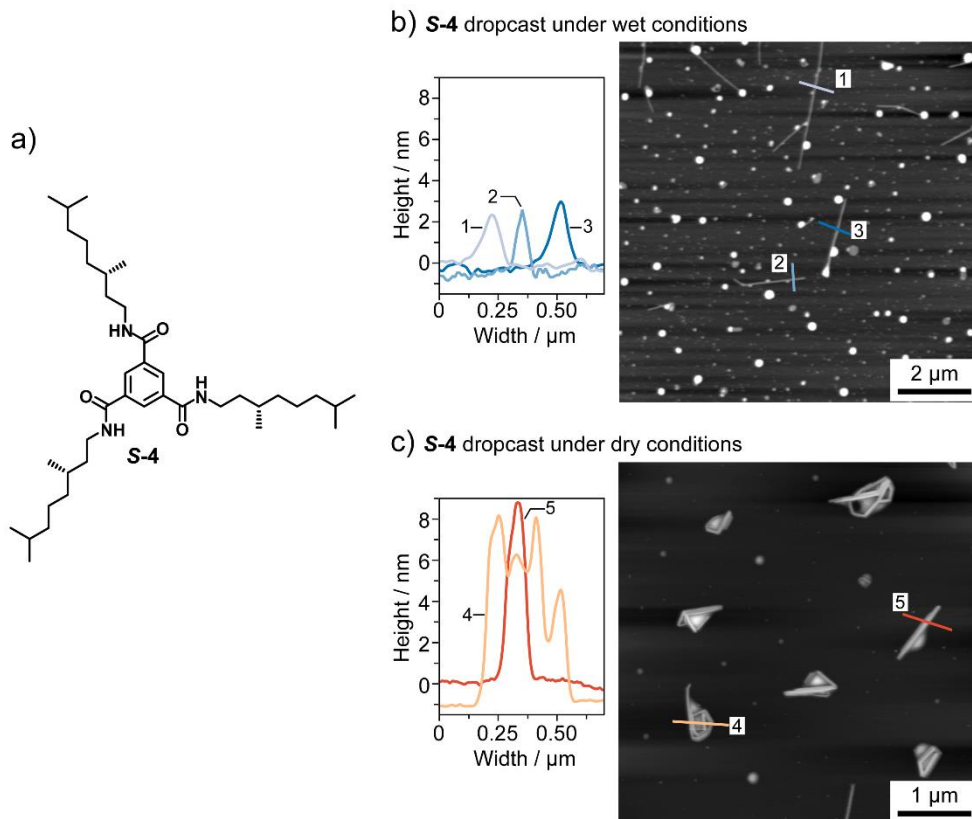 a)
HN
O
O
NH
H
N
O
S-4
b) S-4 dropcast under wet conditions
Height / nm
8
6
4
2
0
1
2
3
0
0.25
0.50
Width / µm
1
3
2
2 µm
c) S-4 dropcast under dry conditions
Height / nm
8
6
4
2
0
5
4
0
0.25
0.50
Width / µm
5
4
1 µm